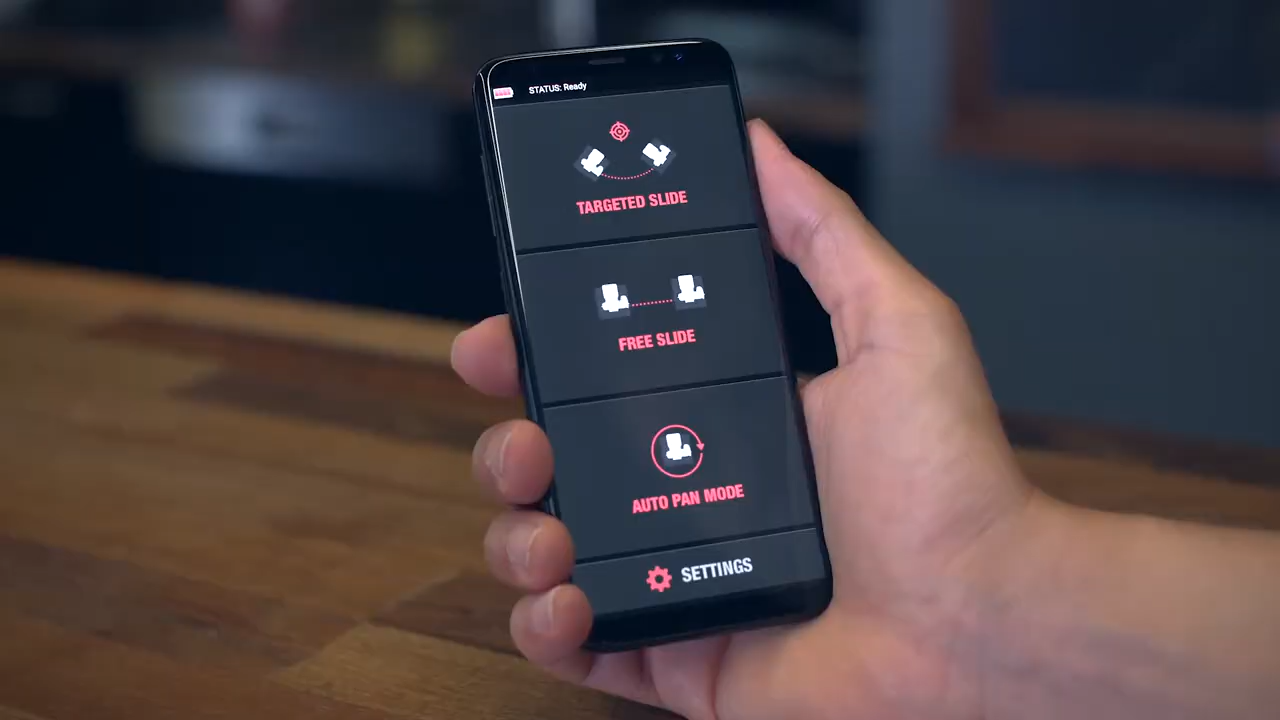 STATUS: Ready
TARGETED SLIDE
FREE SLIDE
AUTO PAN MODE
SETTINGS